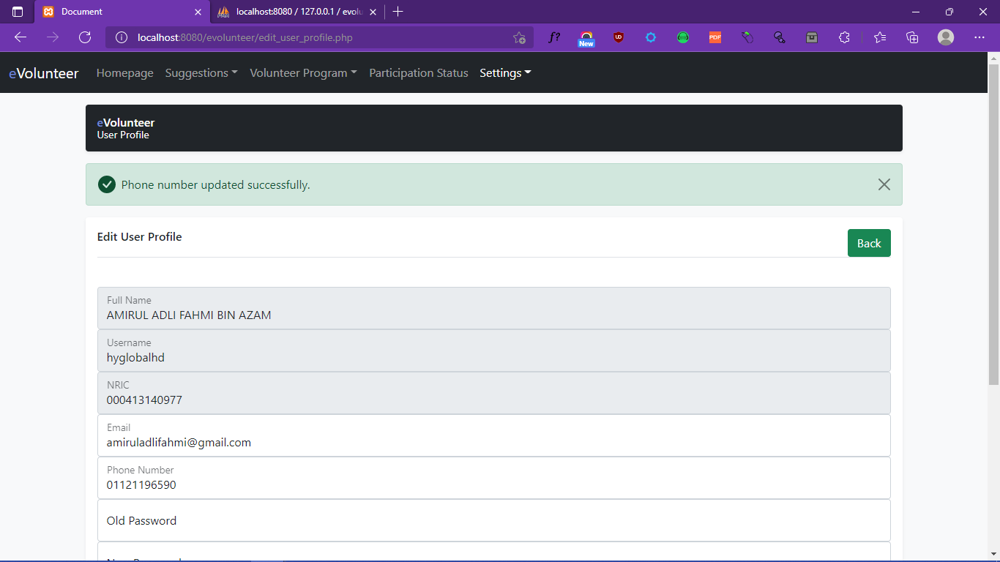 Document
localhost:8080 / 127.0.0.1 / evolu
localhost:8080/evolunteer/edit_user_profile.php
f?
New
UD
PDF
eVolunteer
Homepage
Suggestions
Volunteer Program
Participation Status
Settings
eVolunteer
User Profile
Phone number updated successfully.
Edit User Profile
Back
Full Name
AMIRUL ADLI FAHMI BIN AZAM
Username
hyglobalhd
NRIC
000413140977
Email
amiruladlifahmi@gmail.com
Phone Number
01121196590
Old Password